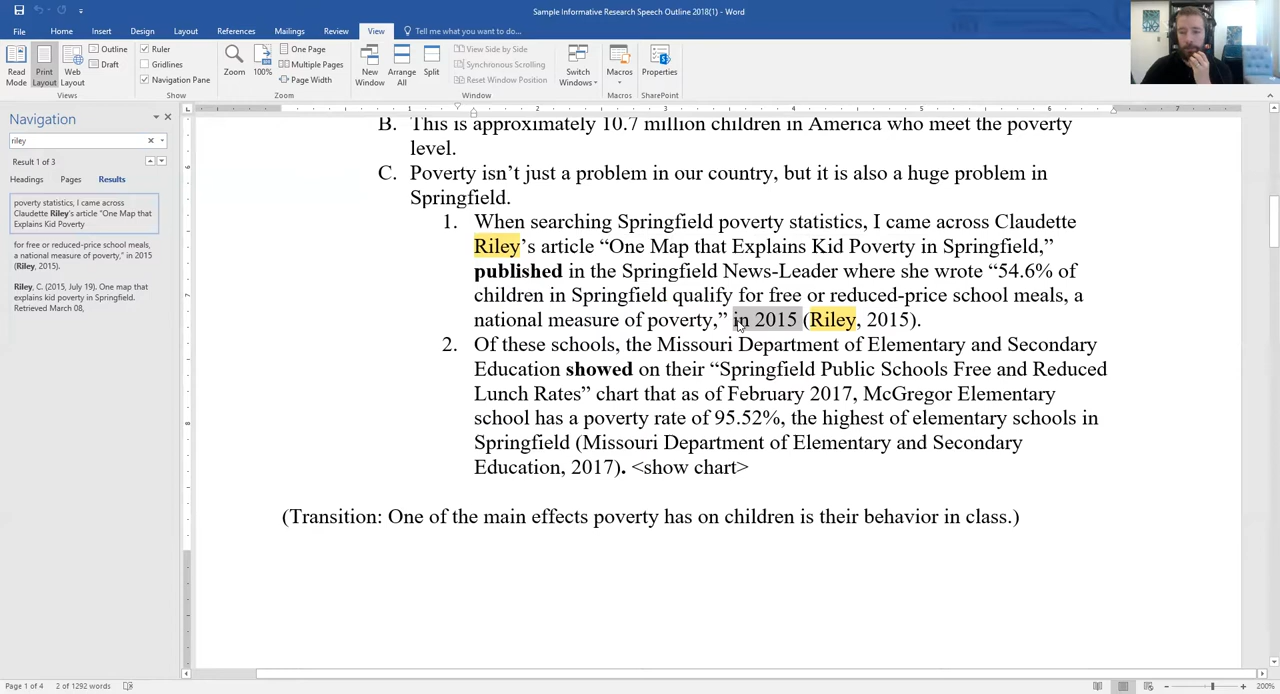 Sample Informative Research Speech Outline 2018(1) - Word
File Home Insert Design Layout References Mailings Review View Tell me what you want to do...
Read Mode
Print Layout
Web Layout
Outline
Draft
Views
Ruler
Gridlines
Navigation Pane
Show
Zoom
100%
One Page
Multiple Pages
Page Width
Zoom
New Window
Arrange All
Split
View Side by Side
Synchronous Scrolling
Reset Window Position
Window
Switch Windows
Macros
Macros
Properties
SharePoint
Navigation
riley
Result 1 of 3
Headings Pages Results
poverty statistics, I came across
Claudette Riley's article "One Map that
Explains Kid Poverty
for free or reduced-price school meals,
a national measure of poverty," in 2015
(Riley, 2015).
Riley, C. (2015, July 19). One map that
explains kid poverty in Springfield.
Retrieved March 08,
1 1 2 3 4 5 6 7
6
7
8
B. This is approximately 10.7 million children in America who meet the poverty
level.
C. Poverty isn’t just a problem in our country, but it is also a huge problem in
Springfield.
1. When searching Springfield poverty statistics, I came across Claudette
Riley’s article “One Map that Explains Kid Poverty in Springfield,”
published in the Springfield News-Leader where she wrote “54.6% of
children in Springfield qualify for free or reduced-price school meals, a
national measure of poverty,” in 2015 (Riley, 2015).
2. Of these schools, the Missouri Department of Elementary and Secondary
Education showed on their “Springfield Public Schools Free and Reduced
Lunch Rates” chart that as of February 2017, McGregor Elementary
school has a poverty rate of 95.52%, the highest of elementary schools in
Springfield (Missouri Department of Elementary and Secondary
Education, 2017). <show chart>
(Transition: One of the main effects poverty has on children is their behavior in class.)
Page 1 of 4 2 of 1292 words
200%